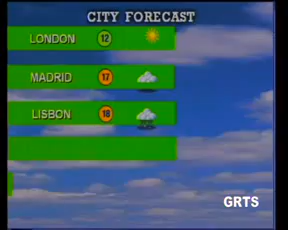 CITY FORECAST
LONDON 12
MADRID 17
LISBON 18
GRTS